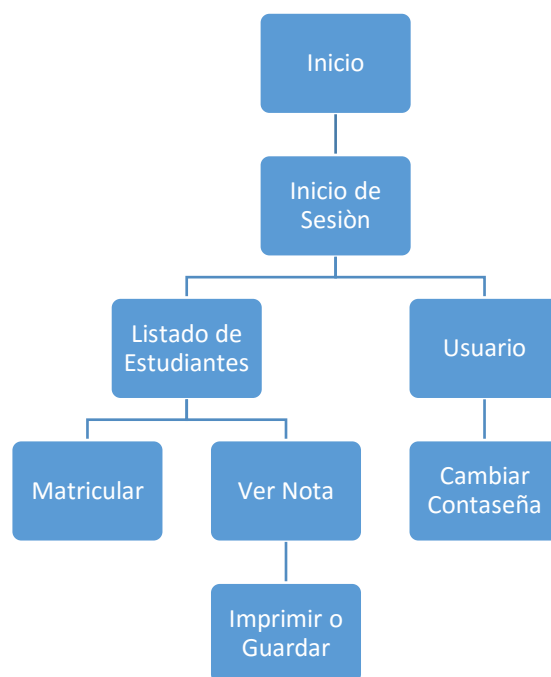 Inicio
Inicio de
Sesiòn
Listado de
Estudiantes
Usuario
Matricular
Ver Nota
Cambiar
Contaseña
Imprimir o
Guardar